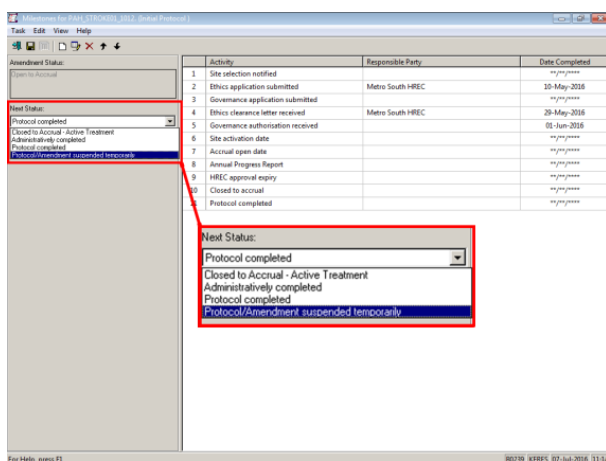 Milestones for PAH_STROKE01_1012. (Initial Protocol )
Task Edit View Help
Amendment Status:
Open to Accrual
Next Status:
Protocol completed
Closed to Accrual - Active Treatment
Administratively completed
Protocol completed
Protocol/Amendment suspended temporarily
Activity Responsible Party Date Completed
1 Site selection notified **/**/****
2 Ethics application submitted Metro South HREC 10-May-2016
3 Governance application submitted **/**/****
4 Ethics clearance letter received Metro South HREC 29-May-2016
5 Governance authorisation received 01-Jun-2016
6 Site activation date **/**/****
7 Accrual open date **/**/****
8 Annual Progress Report **/**/****
9 HREC approval expiry **/**/****
10 Closed to accrual **/**/****
Protocol completed **/**/****
Next Status:
Protocol completed
Closed to Accrual - Active Treatment
Administratively completed
Protocol completed
Protocol/Amendment suspended temporarily
For Help, press F1
80239 KERFS 07-Jul-2016